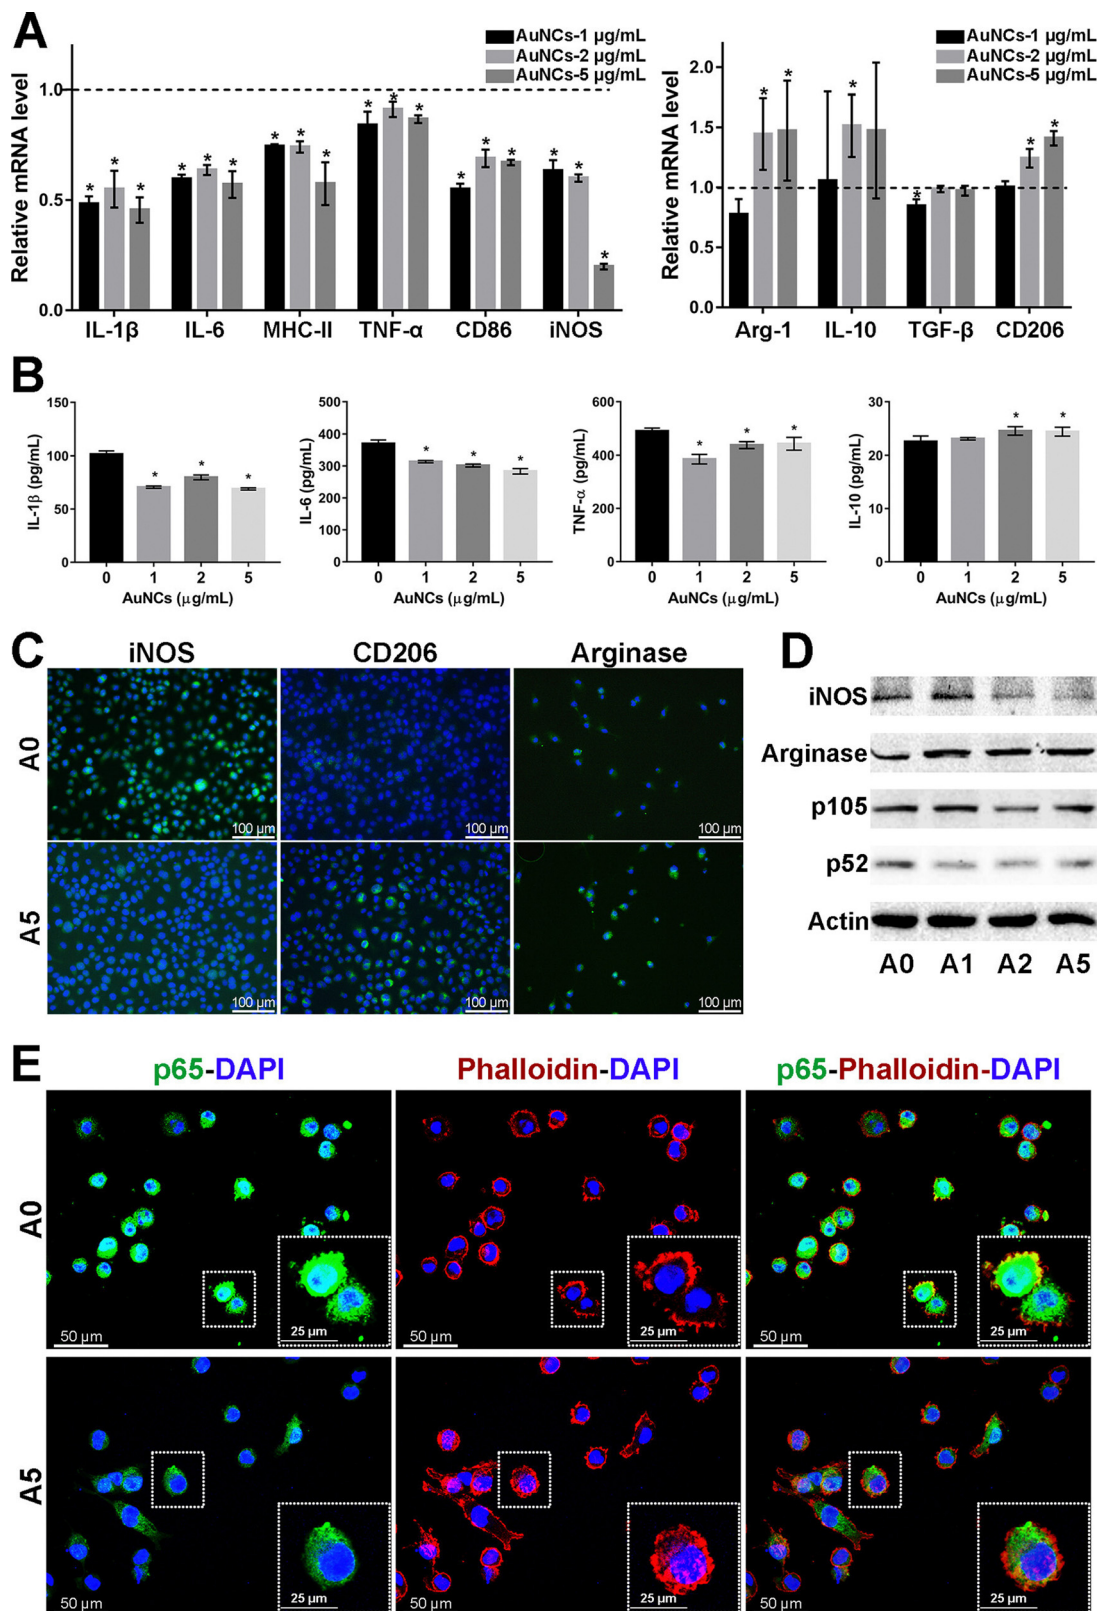 A
AuNCs-1 µg/mL
AuNCs-2 µg/mL
AuNCs-5 µg/mL
Relative mRNA level
1.0
0.5
0.0
* * * * * * * * * * * * * * * * * *
IL-1β IL-6 MHC-II TNF-α CD86 iNOS
AuNCs-1 µg/mL
AuNCs-2 µg/mL
AuNCs-5 µg/mL
Relative mRNA level
2.0
1.5
1.0
0.5
0.0
* * * * * *
Arg-1 IL-10 TGF-β CD206
B
IL-1β (pg/mL)
150
100
50
0
* * *
0 1 2 5
AuNCs (µg/mL)
IL-6 (pg/mL)
500
400
300
200
100
0
* * *
0 1 2 5
AuNCs (µg/mL)
TNF-α (pg/mL)
600
400
200
0
* * *
0 1 2 5
AuNCs (µg/mL)
IL-10 (pg/mL)
30
20
10
0
* *
0 1 2 5
AuNCs (µg/mL)
C
iNOS CD206 Arginase
A0
100 µm 100 µm 100 µm
A5
100 µm 100 µm 100 µm
D
iNOS
Arginase
p105
p52
Actin
A0 A1 A2 A5
E
p65-DAPI Phalloidin-DAPI p65-Phalloidin-DAPI
A0
50 µm 25 µm 50 µm 25 µm 50 µm 25 µm
A5
50 µm 25 µm 50 µm 25 µm 50 µm 25 µm